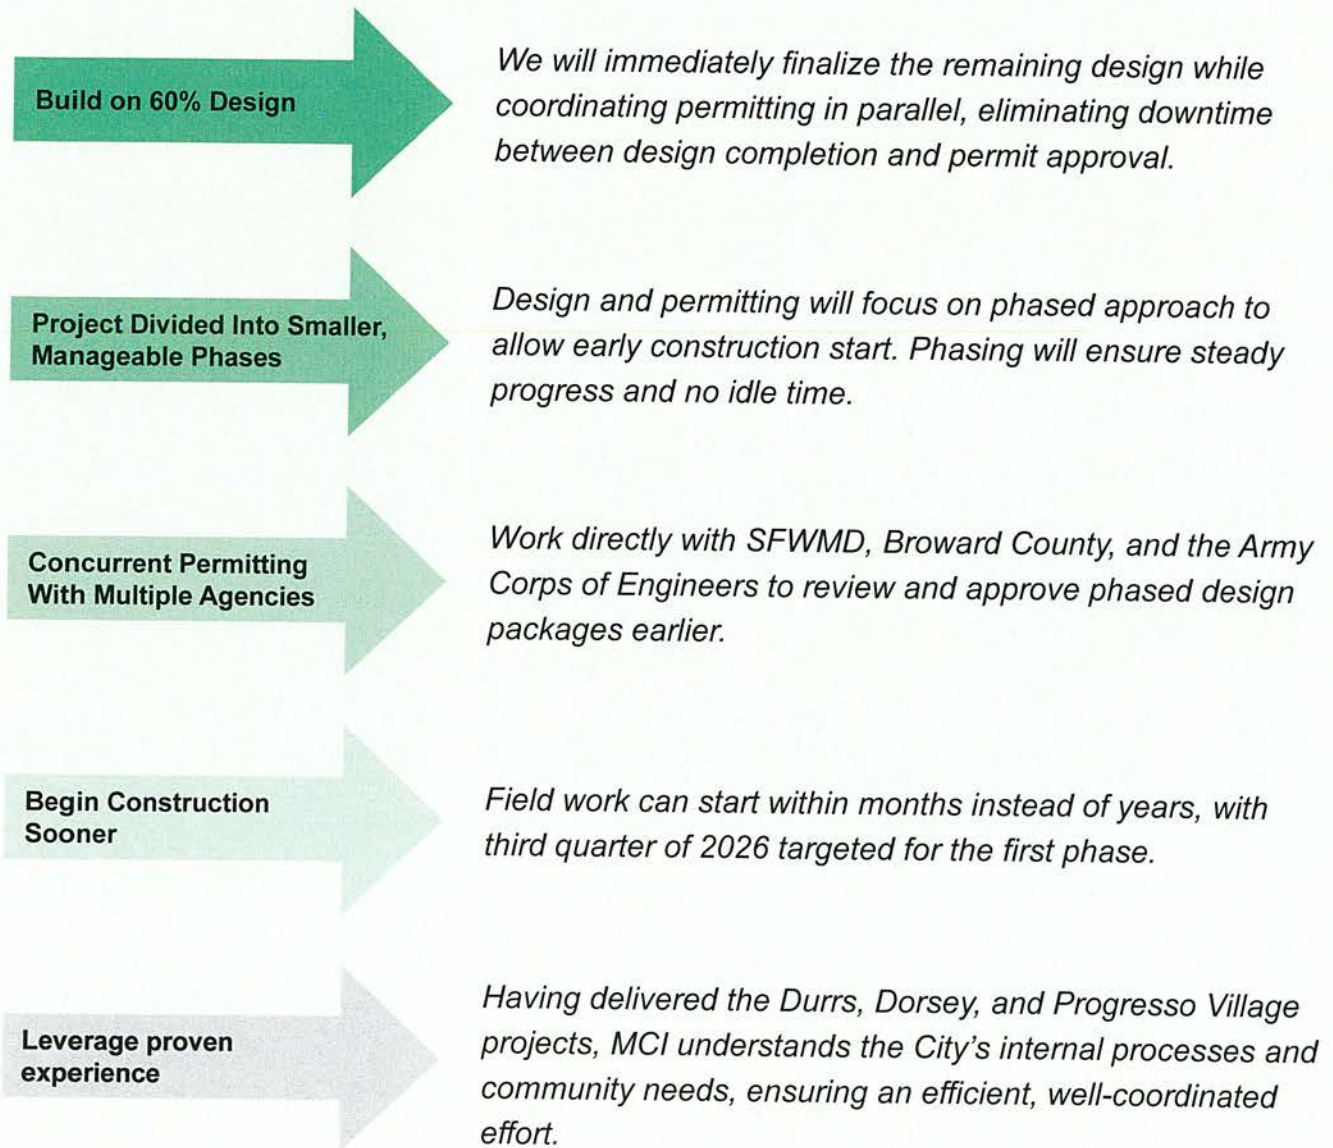 Build on 60% Design
We will immediately finalize the remaining design while
coordinating permitting in parallel, eliminating downtime
between design completion and permit approval.
Project Divided Into Smaller,
Manageable Phases
Design and permitting will focus on phased approach to
allow early construction start. Phasing will ensure steady
progress and no idle time.
Concurrent Permitting
With Multiple Agencies
Work directly with SFWMD, Broward County, and the Army
Corps of Engineers to review and approve phased design
packages earlier.
Begin Construction
Sooner
Field work can start within months instead of years, with
third quarter of 2026 targeted for the first phase.
Leverage proven
experience
Having delivered the Durrs, Dorsey, and Progresso Village
projects, MCI understands the City's internal processes and
community needs, ensuring an efficient, well-coordinated
effort.